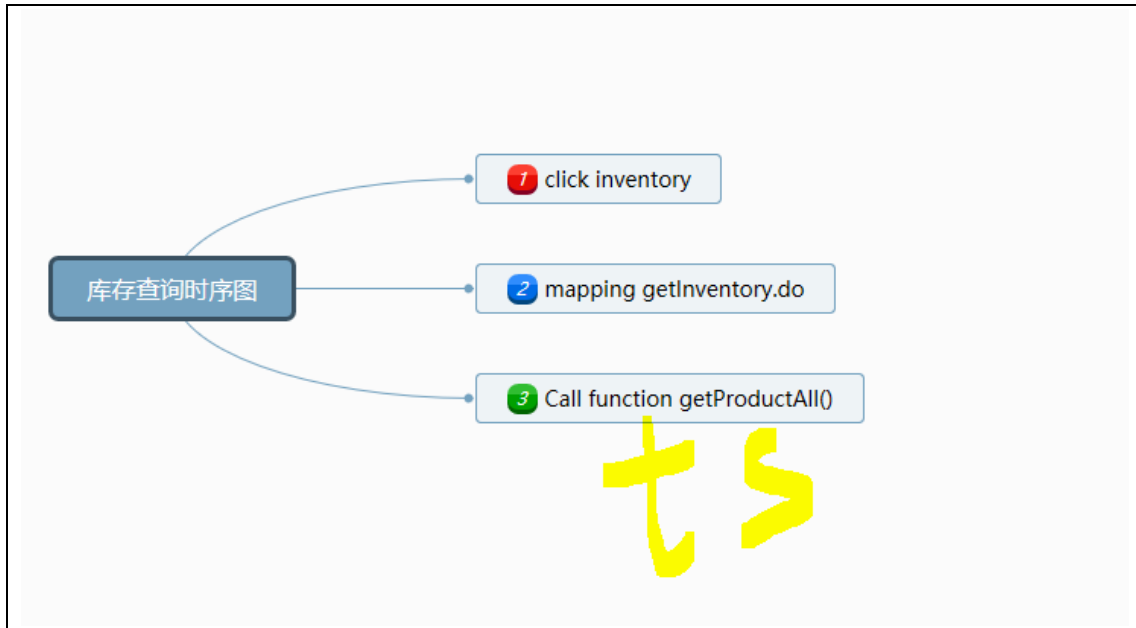 1 click inventory
库存查询时序图
2 mapping getInventory.do
3 Call function getProductAll()
ts